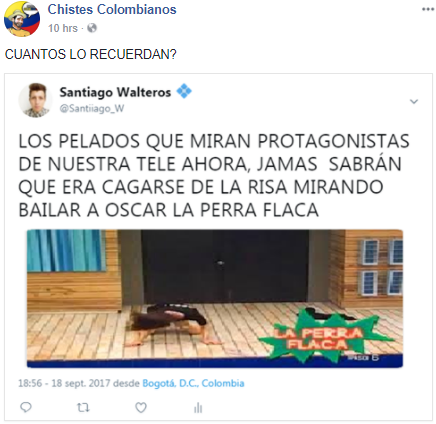 Chistes Colombianos
10 hrs ·
CUANTOS LO RECUERDAN?
Santiago Walteros
@Santiiago_W
LOS PELADOS QUE MIRAN PROTAGONISTAS
DE NUESTRA TELE AHORA, JAMAS SABRÁN
QUE ERA CAGARSE DE LA RISA MIRANDO
BAILAR A OSCAR LA PERRA FLACA
LA PERRA
FLACA
18:56 - 18 sept. 2017 desde Bogotá, D.C., Colombia